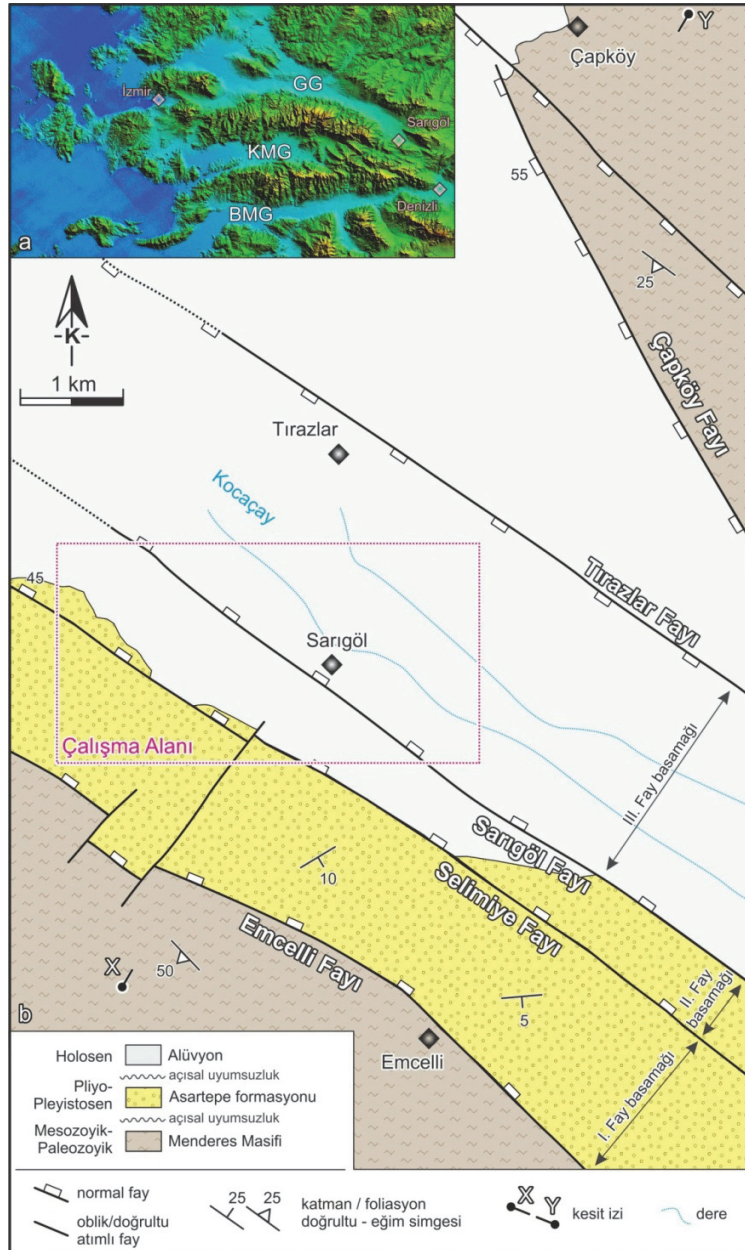 İzmir
GG
Sarıgöl
KMG
Denizli
BMG
a
Y
Çapköy
55
25
Çapköy Fayı
-K-
1 km
Tırazlar
Kocaçay
Tırazlar Fayı
45
Sarıgöl
Çalışma Alanı
III. Fay basamağı
Sarıgöl Fayı
10
Selimiye Fayı
Emcelli Fayı
X
50
5
II. Fay
basamağı
b
Emcelli
I. Fay basamağı
Holosen
Alüvyon
açısal uyumsuzluk
Pliyo-
Pleyistosen
Asartepe formasyonu
açısal uyumsuzluk
Mesozoyik-
Paleozoyik
Menderes Masifi
normal fay
oblik/doğrultu
atımlı fay
25 25
katman / foliasyon
doğrultu - eğim simgesi
X Y
kesit izi
dere